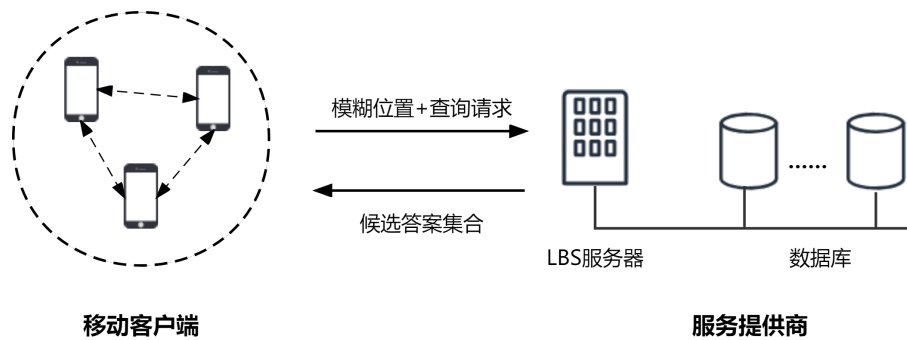 模糊位置+查询请求
候选答案集合
......
LBS服务器
数据库
移动客户端
服务提供商